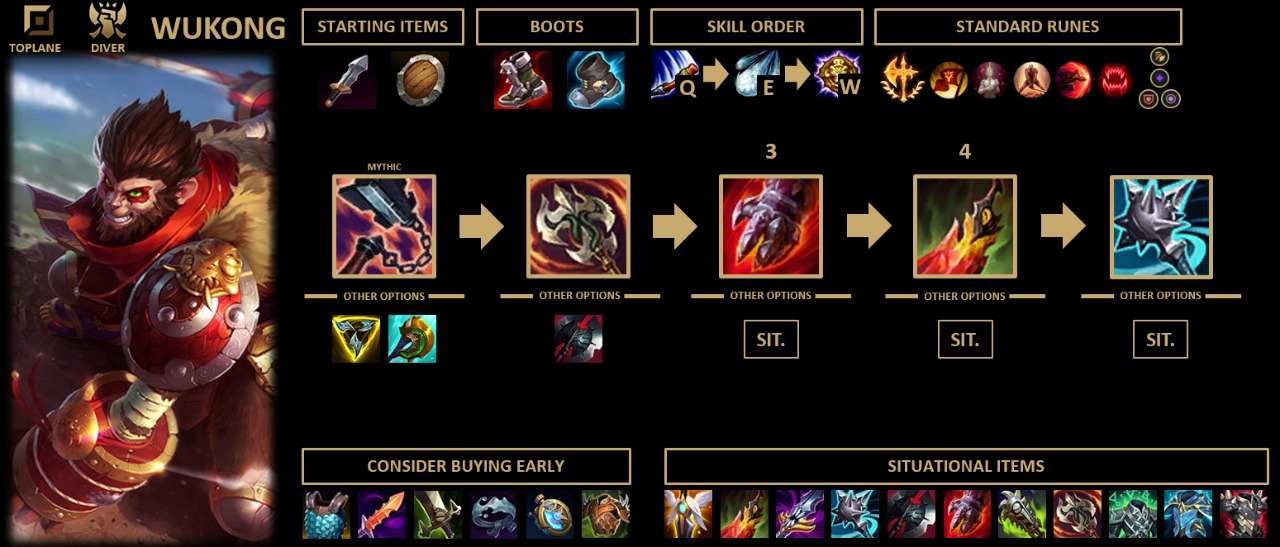 TOPLANE
DIVER
WUKONG
STARTING ITEMS
BOOTS
SKILL ORDER
STANDARD RUNES
Q
E
W
MYTHIC
3
4
OTHER OPTIONS
OTHER OPTIONS
OTHER OPTIONS
OTHER OPTIONS
OTHER OPTIONS
SIT.
SIT.
SIT.
CONSIDER BUYING EARLY
SITUATIONAL ITEMS